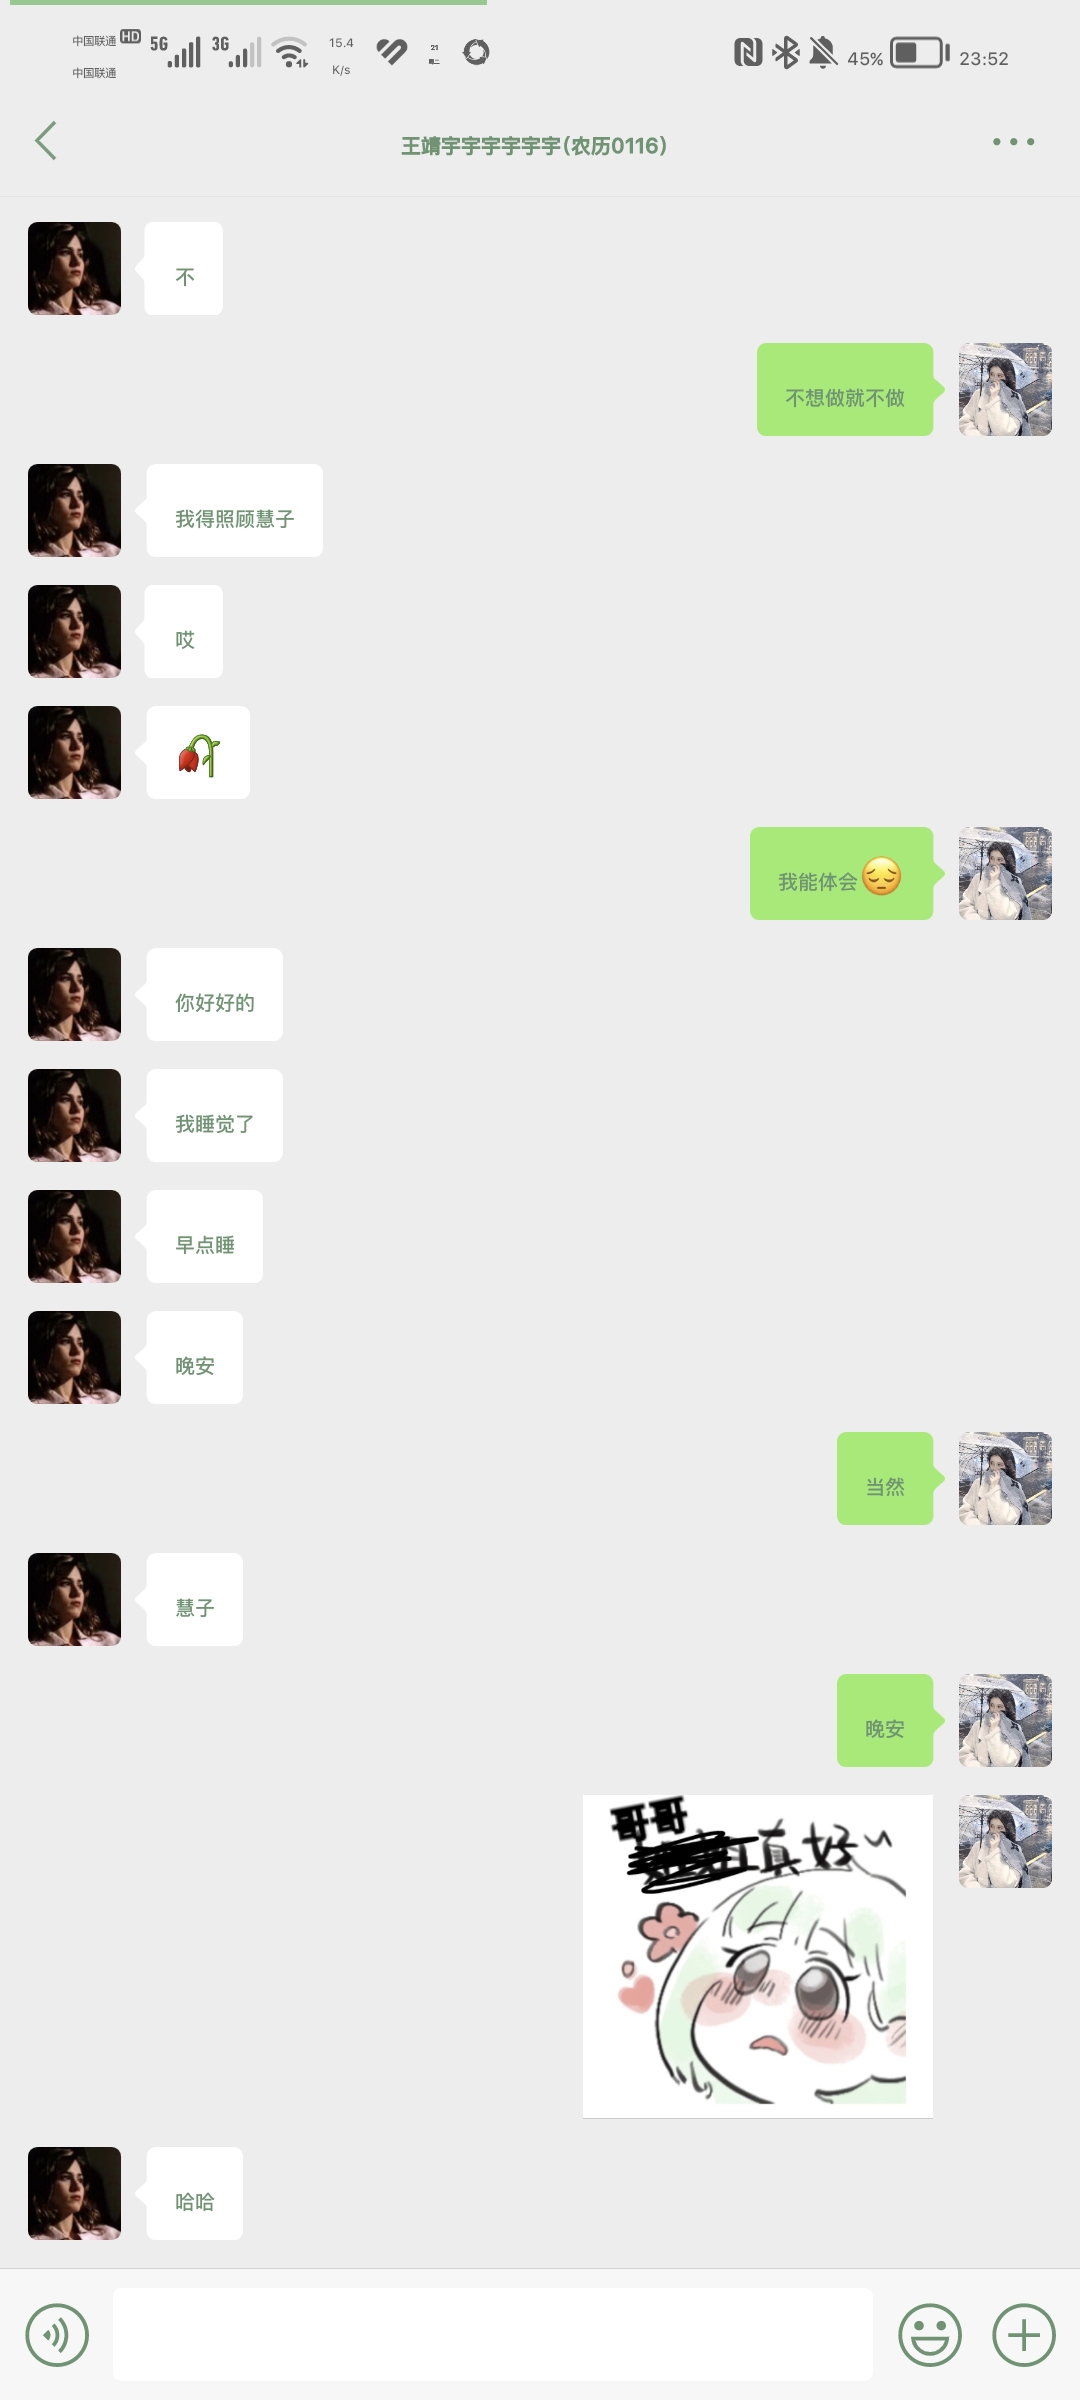 中国联通 HD 5G 3G 15.4 21 45% 23:52
中国联通 K/s
王靖宇宇宇宇宇宇(农历0116)
不
不想做就不做
我得照顾慧子
哎
我能体会
你好好的
我睡觉了
早点睡
晚安
当然
慧子
晚安
哥哥
真好~
哈哈